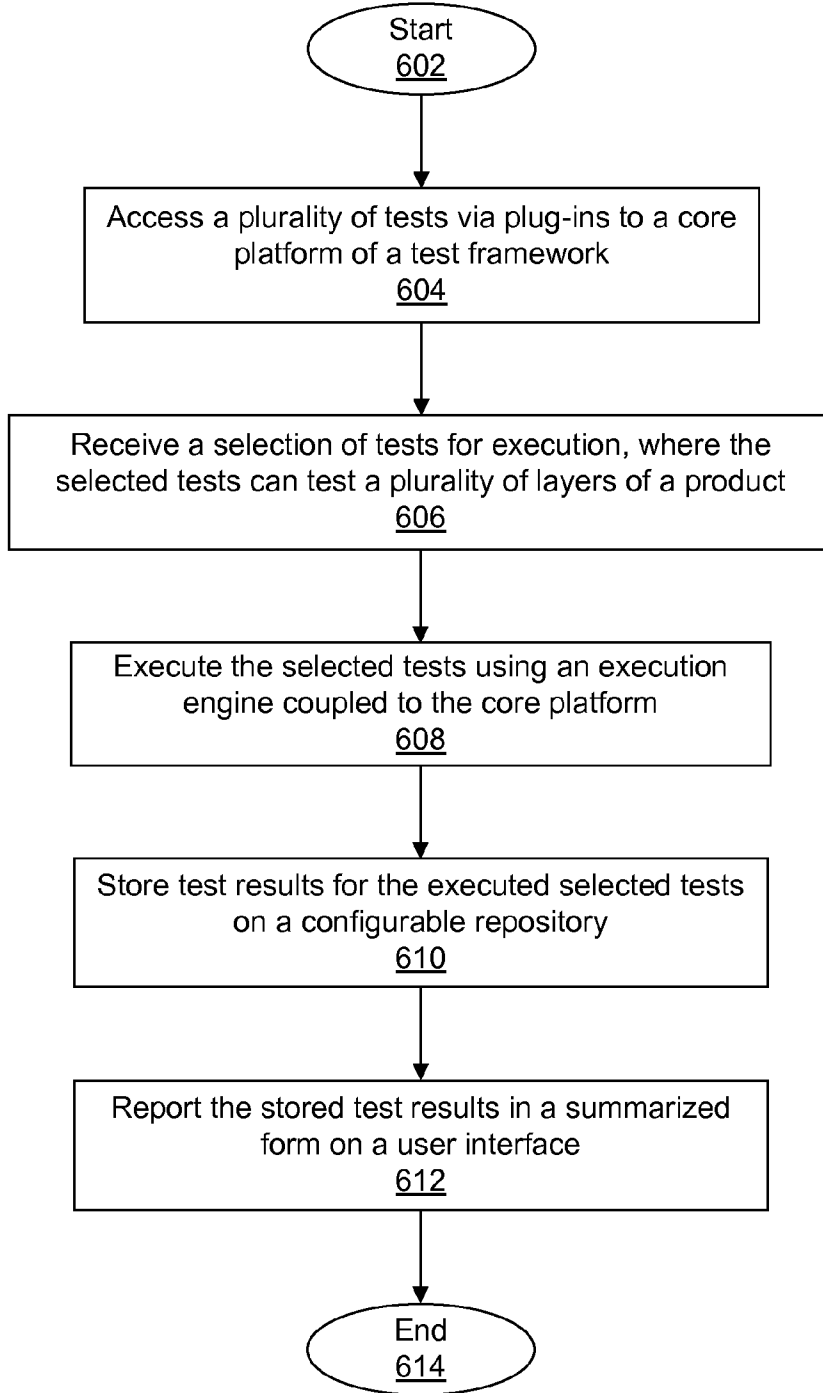 Start
602
Access a plurality of tests via plug-ins to a core
platform of a test framework
604
Receive a selection of tests for execution, where the
selected tests can test a plurality of layers of a product
606
Execute the selected tests using an execution
engine coupled to the core platform
608
Store test results for the executed selected tests
on a configurable repository
610
Report the stored test results in a summarized
form on a user interface
612
End
614